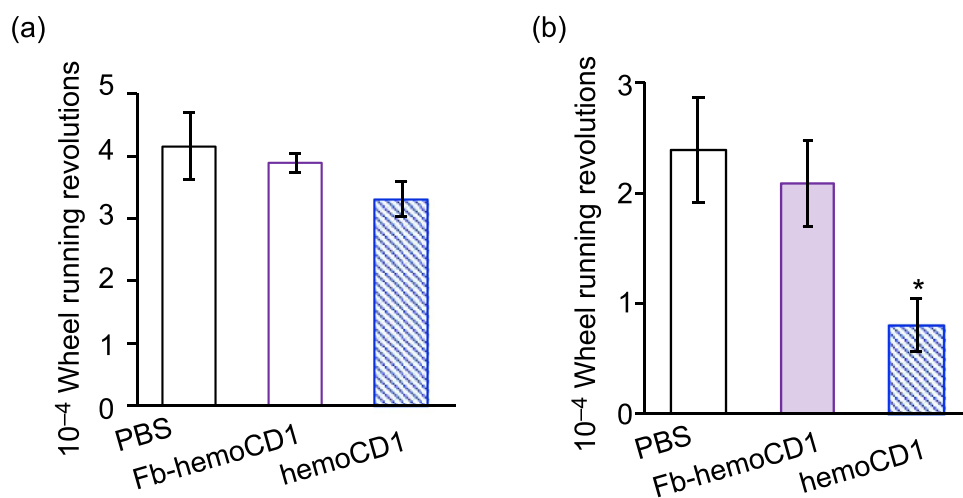 (a)
10⁻⁴ Wheel running revolutions
5
4
3
2
1
0
PBS
Fb-hemoCD1
hemoCD1
(b)
10⁻⁴ Wheel running revolutions
3
2
1
0
*
PBS
Fb-hemoCD1
hemoCD1